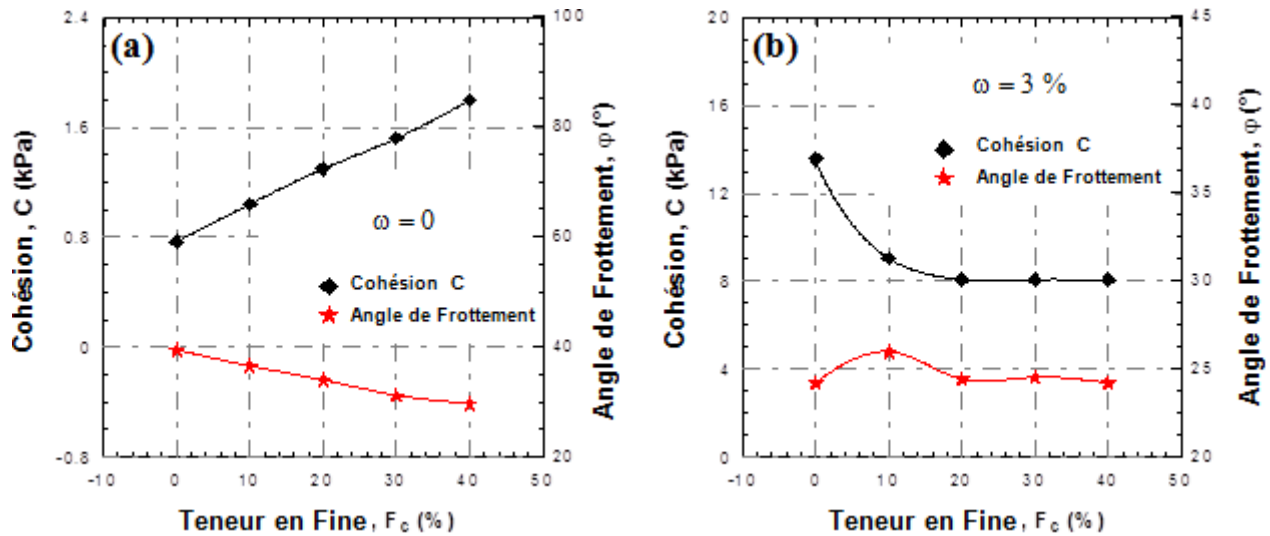 (a)
2.4
1.6
0.8
0
-0.8
Cohésion , C (kPa)
100
80
60
40
20
Angle de Frottement, φ (°)
ω = 0
Cohésion C
Angle de Frottement
-10 0 10 20 30 40 50
Teneur en Fine , Fc (%)
(b)
20
16
12
8
4
0
Cohésion , C (kPa)
45
40
35
30
25
20
Angle de Frottement, φ (°)
ω = 3 %
Cohésion C
Angle de Frottement
-10 0 10 20 30 40 50
Teneur en Fine , Fc (%)